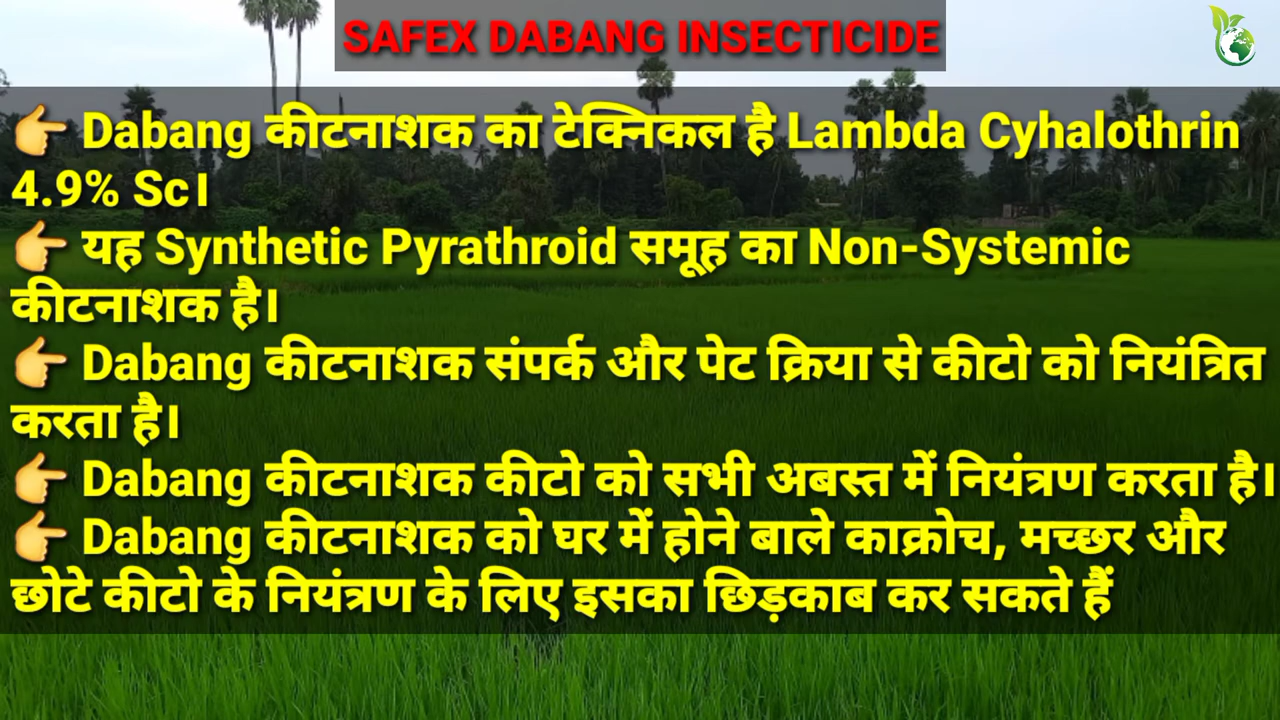 SAFEX DABANG INSECTICIDE
👉 Dabang कीटनाशक का टेक्निकल है Lambda Cyhalothrin
4.9% Sc।
👉 यह Synthetic Pyrathroid समूह का Non-Systemic
कीटनाशक है।
👉 Dabang कीटनाशक संपर्क और पेट क्रिया से कीटो को नियंत्रित
करता है।
👉 Dabang कीटनाशक कीटो को सभी अबस्त में नियंत्रण करता है।
👉 Dabang कीटनाशक को घर में होने बाले काक्रोच, मच्छर और
छोटे कीटो के नियंत्रण के लिए इसका छिड़काब कर सकते हैं